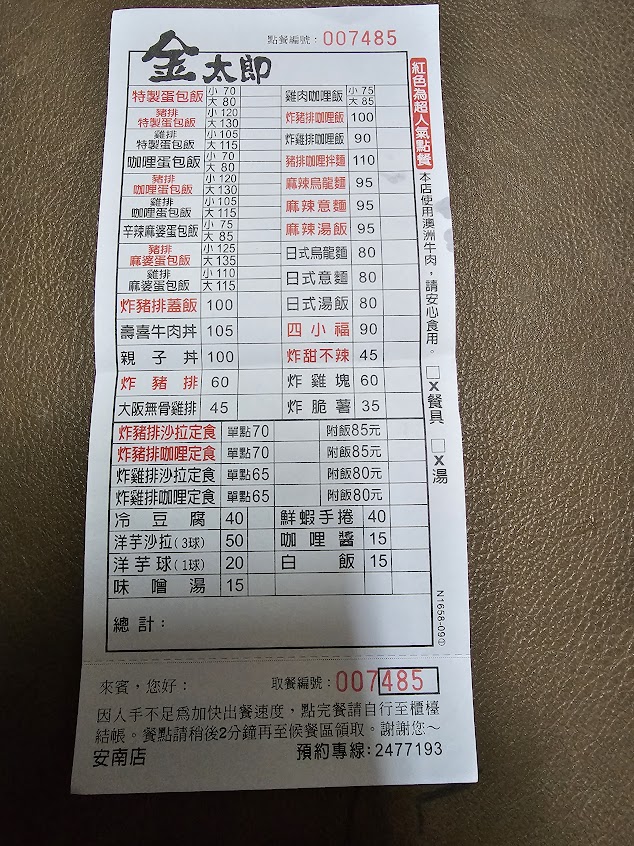 點餐編號：007485
金太郎
特製蛋包飯 小 70 大 80 雞肉咖哩飯 小 75 大 85
豬排 特製蛋包飯 小 120 大 130 炸豬排咖哩飯 100
雞排 特製蛋包飯 小 105 大 115 炸雞排咖哩飯 90
咖哩蛋包飯 小 70 大 80 豬排咖哩拌麵 110
豬排 咖哩蛋包飯 小 120 大 130 麻辣烏龍麵 95
雞排 咖哩蛋包飯 小 105 大 115 麻辣意麵 95
辛辣麻婆蛋包飯 小 75 大 85 麻辣湯飯 95
豬排 麻婆蛋包飯 小 125 大 135 日式烏龍麵 80
雞排 麻婆蛋包飯 小 110 大 115 日式意麵 80
炸豬排蓋飯 100 日式湯飯 80
壽喜牛肉丼 105 四小福 90
親子丼 100 炸甜不辣 45
炸豬排 60 炸雞塊 60
大阪無骨雞排 45 炸脆薯 35
炸豬排沙拉定食 單點70 附飯85元
炸豬排咖哩定食 單點70 附飯85元
炸雞排沙拉定食 單點65 附飯80元
炸雞排咖哩定食 單點65 附飯80元
冷豆腐 40 鮮蝦手捲 40
洋芋沙拉(3球) 50 咖哩醬 15
洋芋球(1球) 20 白飯 15
味噌湯 15
總計：
紅色為超人氣點餐
本店使用澳洲牛肉，請安心食用。
□x餐具 □x湯
N1658-09①
來賓，您好： 取餐編號：007485
因人手不足為加快出餐速度，點完餐請自行至櫃檯
結帳。餐點請稍後2分鐘再至候餐區領取。謝謝您～
安南店 預約專線:2477193